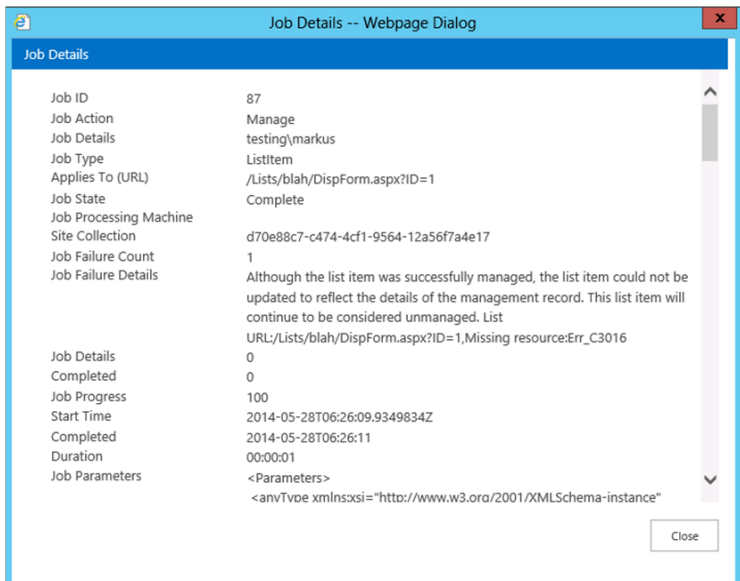 Job Details -- Webpage Dialog
x
Job Details
Job ID 87
Job Action Manage
Job Details testing\markus
Job Type ListItem
Applies To (URL) /Lists/blah/DispForm.aspx?ID=1
Job State Complete
Job Processing Machine
Site Collection d70e88c7-c474-4cf1-9564-12a56f7a4e17
Job Failure Count 1
Job Failure Details Although the list item was successfully managed, the list item could not be
updated to reflect the details of the management record. This list item will
continue to be considered unmanaged. List
URL:/Lists/blah/DispForm.aspx?ID=1,Missing resource:Err_C3016
Job Details 0
Completed 0
Job Progress 100
Start Time 2014-05-28T06:26:09.9349834Z
Completed 2014-05-28T06:26:11
Duration 00:00:01
Job Parameters <Parameters>
<anyType xmlns:xsi="http://www.w3.org/2001/XMLSchema-instance"
Close